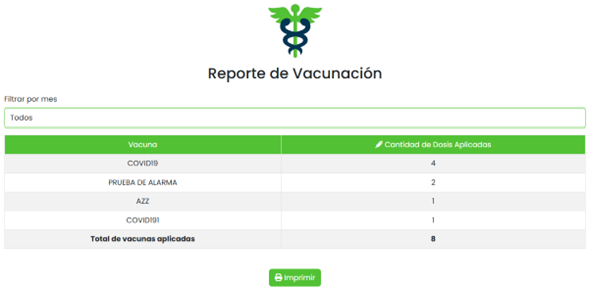 Reporte de Vacunación
Filtrar por mes
Todos
Vacuna Cantidad de Dosis Aplicadas
COVID19 4
PRUEBA DE ALARMA 2
AZZ 1
COVID191 1
Total de vacunas aplicadas 8
Imprimir